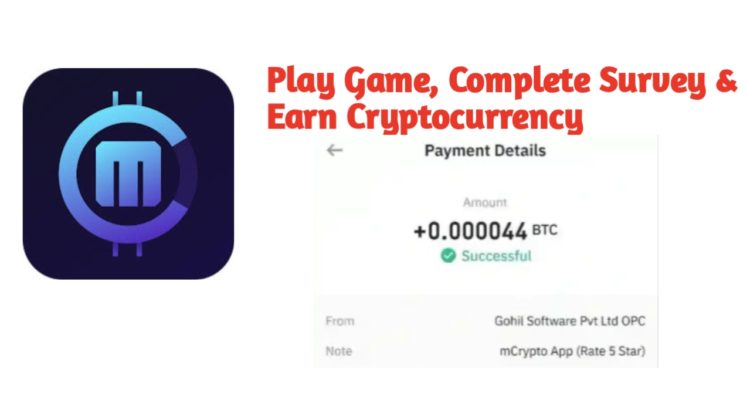 Play Game, Complete Survey &
Earn Cryptocurrency
m
Payment Details
Amount
+0.000044 BTC
Successful
From Gohil Software Pvt Ltd OPC
Note mCrypto App (Rate 5 Star)